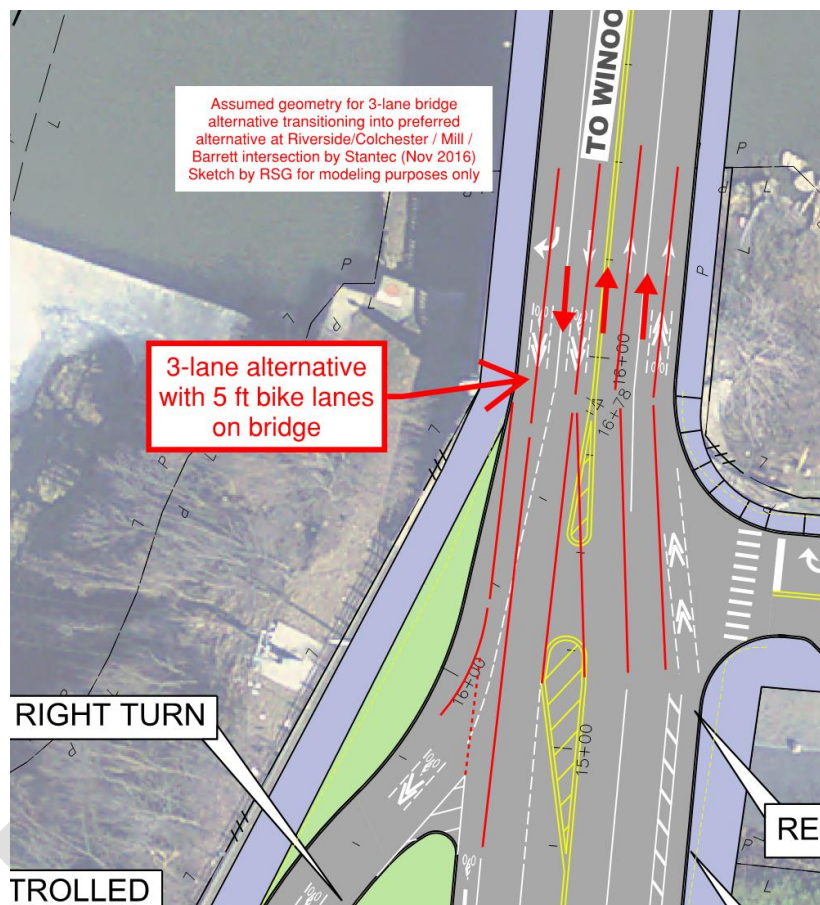 TO WINOO
Assumed geometry for 3-lane bridge
alternative transitioning into preferred
alternative at Riverside/Colchester / Mill /
Barrett intersection by Stantec (Nov 2016)
Sketch by RSG for modeling purposes only
P
L
P
L
P
L
3-lane alternative
with 5 ft bike lanes
on bridge
16+00
16+78
16+00
15+00
RIGHT TURN
RE
TROLLED